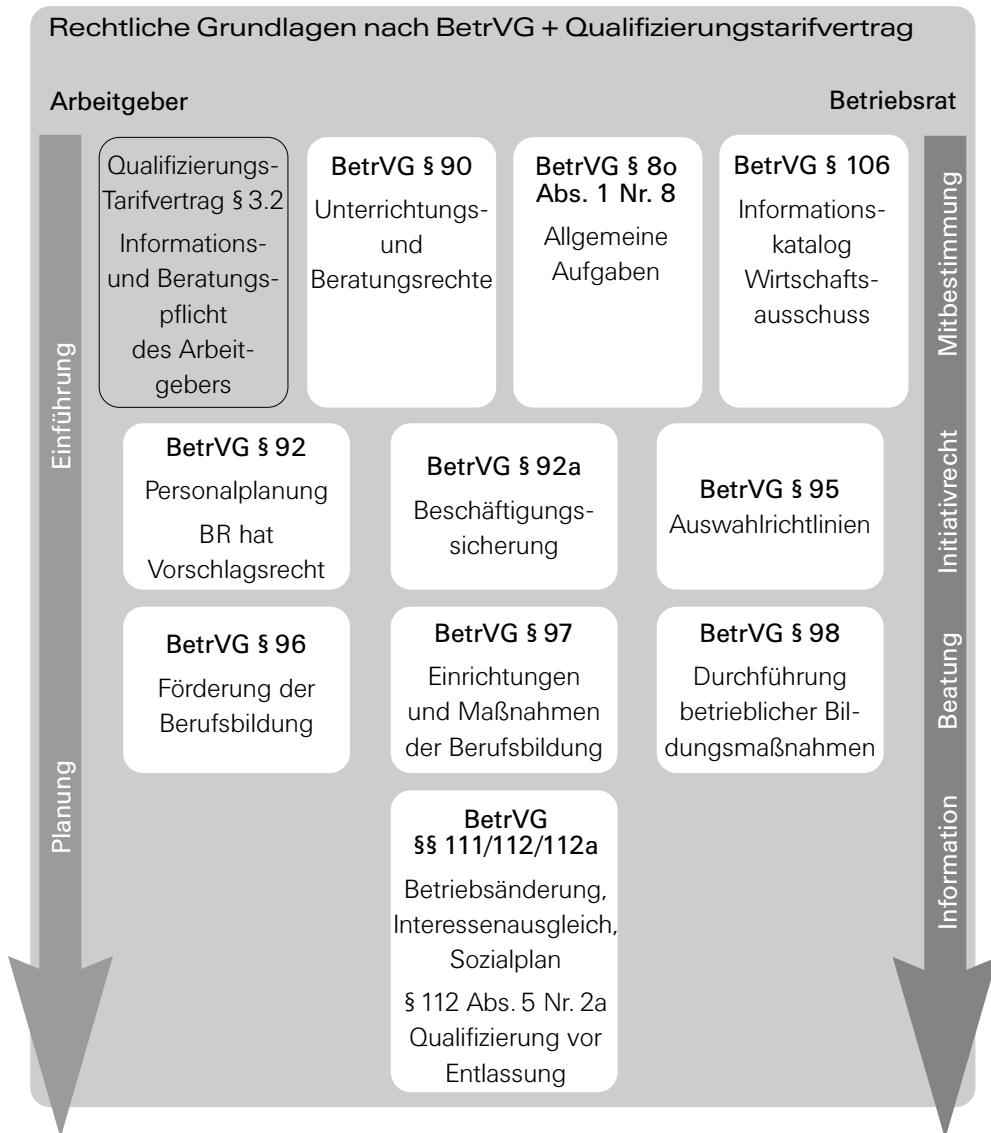 Rechtliche Grundlagen nach BetrVG + Qualifizierungstarifvertrag
Arbeitgeber
Betriebsrat
Einführung
Planung
Qualifizierungs-
Tarifvertrag § 3.2
Informations-
und Beratungs-
pflicht
des Arbeit-
gebers
BetrVG § 90
Unterrichtungs-
und
Beratungsrechte
BetrVG § 8o
Abs. 1 Nr. 8
Allgemeine
Aufgaben
BetrVG § 106
Informations-
katalog
Wirtschafts-
ausschuss
BetrVG § 92
Personalplanung
BR hat
Vorschlagsrecht
BetrVG § 92a
Beschäftigungs-
sicherung
BetrVG § 95
Auswahlrichtlinien
BetrVG § 96
Förderung der
Berufsbildung
BetrVG § 97
Einrichtungen
und Maßnahmen
der Berufsbildung
BetrVG § 98
Durchführung
betrieblicher Bil-
dungsmaßnahmen
BetrVG
§§ 111/112/112a
Betriebsänderung,
Interessenausgleich,
Sozialplan
§ 112 Abs. 5 Nr. 2a
Qualifizierung vor
Entlassung
Mitbestimmung
Initiativrecht
Beatung
Information